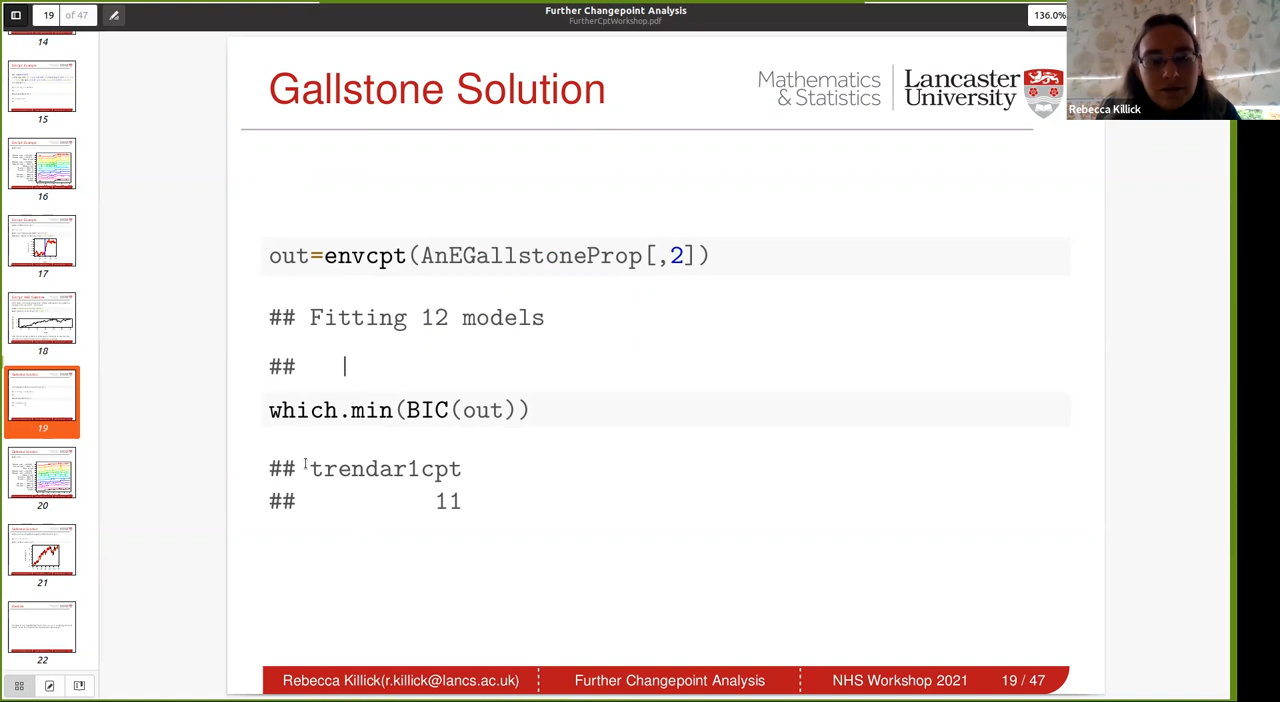 19
of 47
Further Changepoint Analysis
FurtherCptWorkshop.pdf
136.0%
Rebecca Killick
14
15
16
17
18
19
20
21
22
Gallstone Solution
Mathematics
& Statistics
Lancaster
University
out=envcpt(AnEGallstoneProp[,2])
## Fitting 12 models
## |
which.min(BIC(out))
## trendar1cpt
## 11
Rebecca Killick(r.killick@lancs.ac.uk)
Further Changepoint Analysis
NHS Workshop 2021
19 / 47